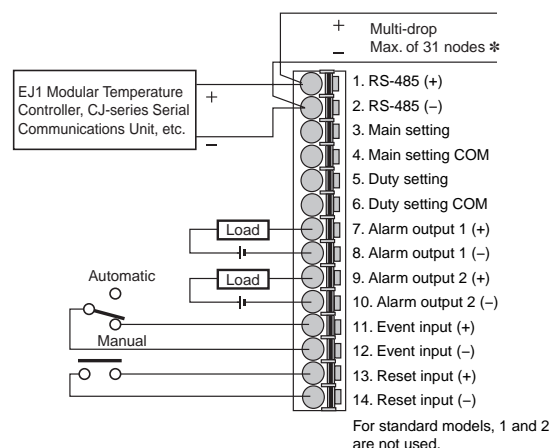 + Multi-drop
− Max. of 31 nodes *
EJ1 Modular Temperature
Controller, CJ-series Serial
Communications Unit, etc.
+
−
1. RS-485 (+)
2. RS-485 (−)
3. Main setting
4. Main setting COM
5. Duty setting
6. Duty setting COM
Load
7. Alarm output 1 (+)
8. Alarm output 1 (−)
Load
9. Alarm output 2 (+)
10. Alarm output 2 (−)
Automatic
Manual
11. Event input (+)
12. Event input (−)
13. Reset input (+)
14. Reset input (−)
For standard models, 1 and 2
are not used.